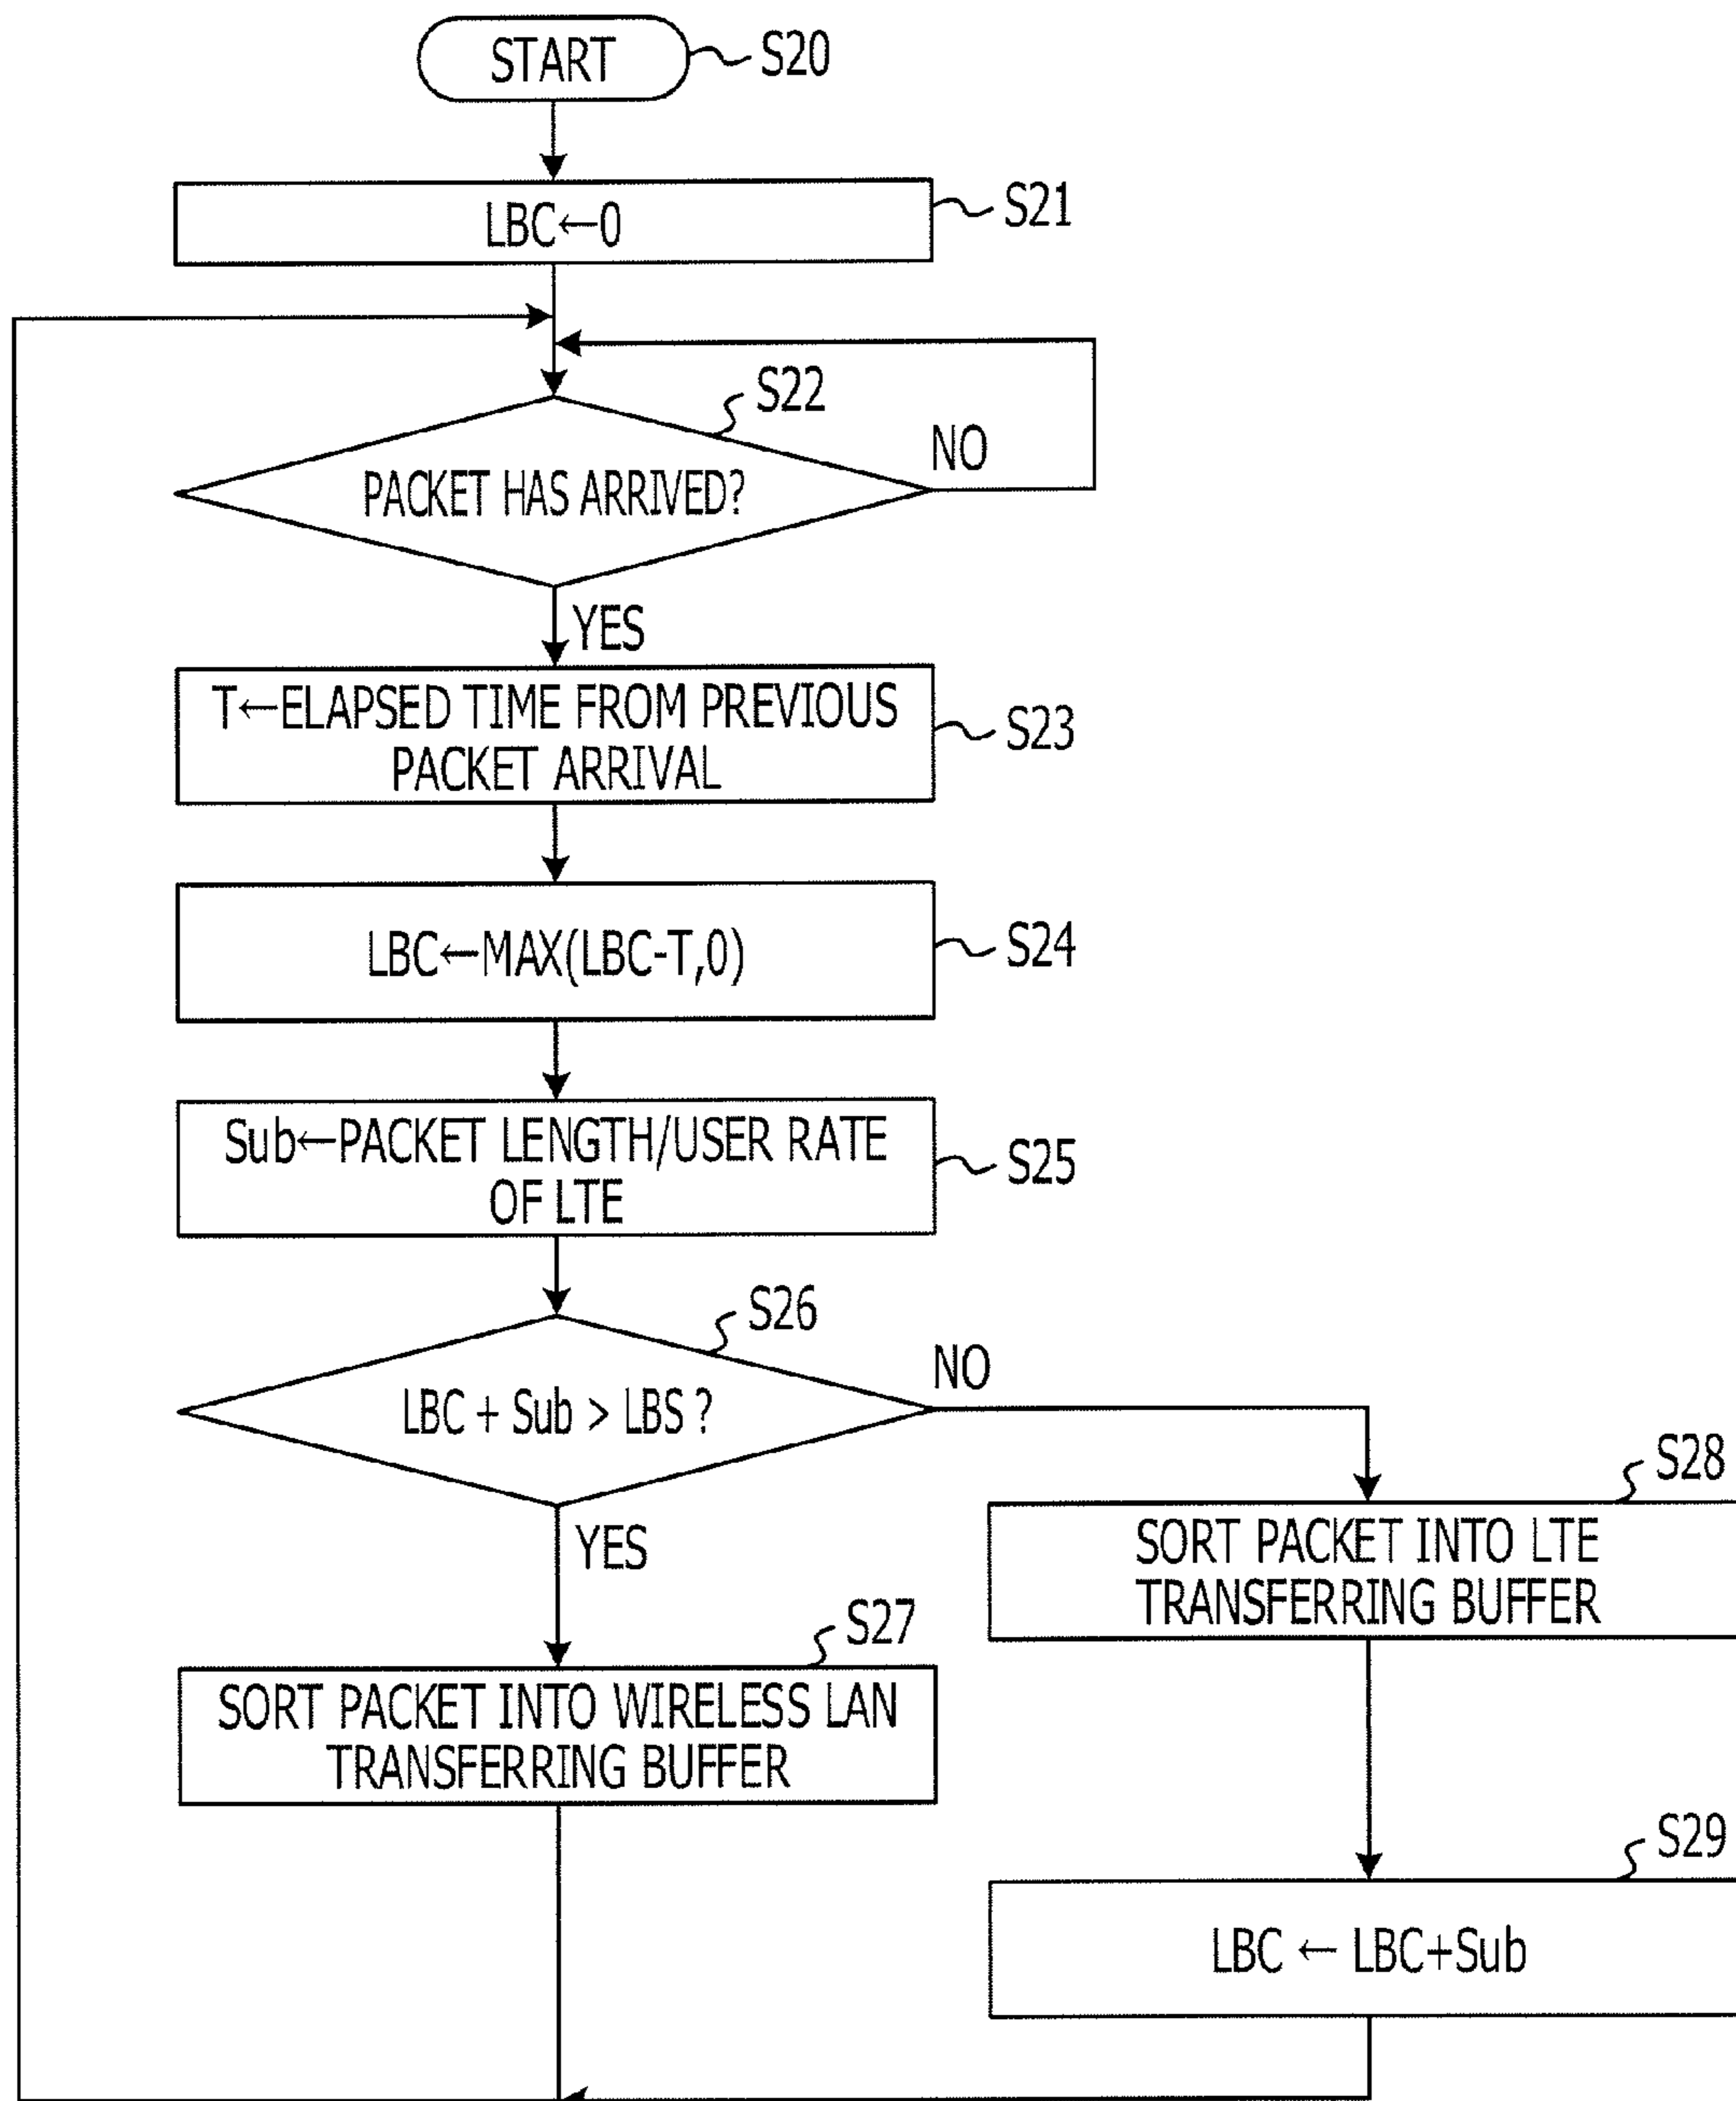 START
S20
LBC←0
S21
S22
NO
PACKET HAS ARRIVED?
YES
T←ELAPSED TIME FROM PREVIOUS
PACKET ARRIVAL
S23
LBC←MAX(LBC-T,0)
S24
Sub←PACKET LENGTH/USER RATE
OF LTE
S25
S26
NO
LBC + Sub > LBS ?
YES
S28
SORT PACKET INTO LTE
TRANSFERRING BUFFER
S27
SORT PACKET INTO WIRELESS LAN
TRANSFERRING BUFFER
S29
LBC ← LBC+Sub